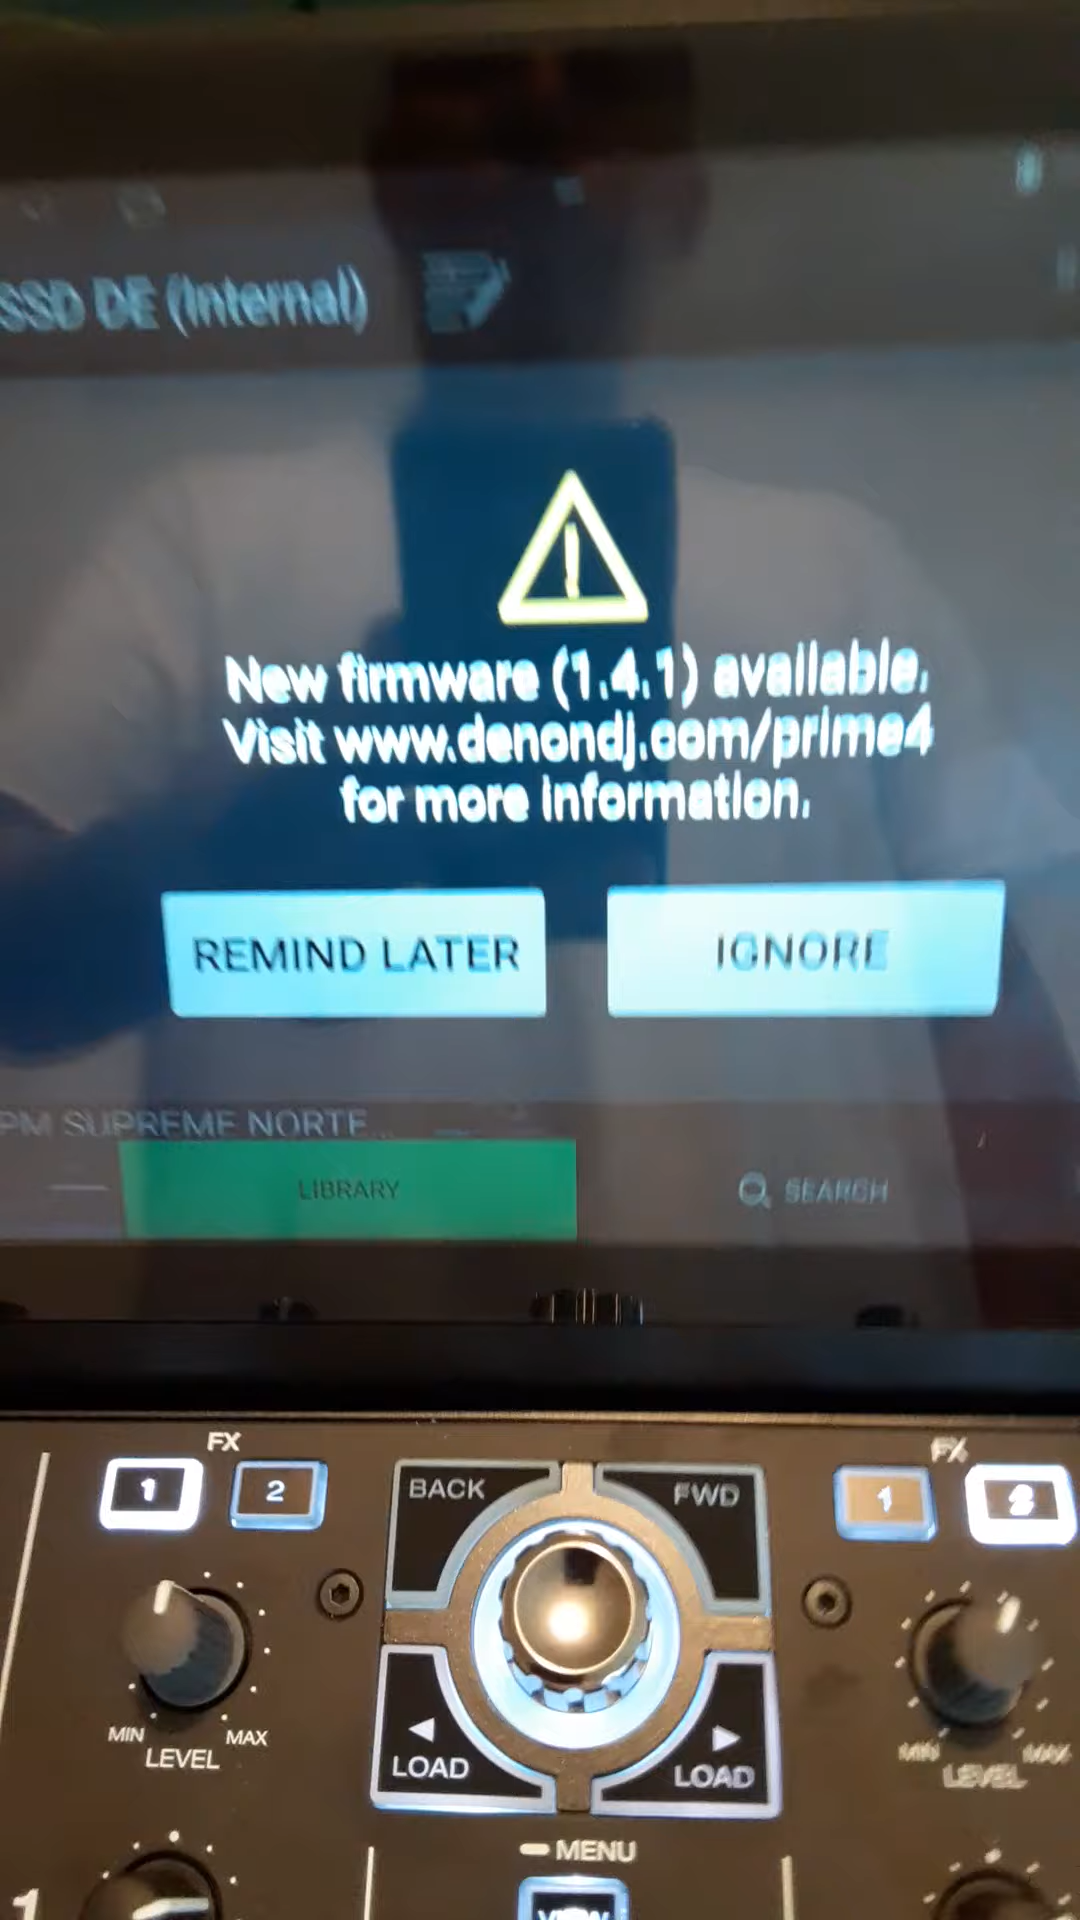 SSD DE (Internal)
New firmware (1.4.1) available.
Visit www.denondj.com/prime4
for more information.
REMIND LATER
IGNORE
PM SUPREME NORTE...
LIBRARY
SEARCH
FX
FX
1
2
1
2
BACK
FWD
MIN
MAX
LEVEL
LOAD
LOAD
MIN
MAX
LEVEL
MENU
1
VIEW